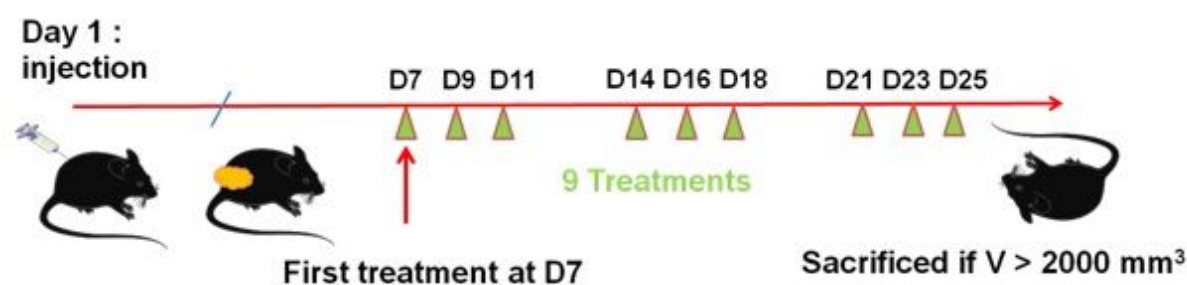 Day 1 :
injection
D7 D9 D11 D14 D16 D18 D21 D23 D25
9 Treatments
First treatment at D7
Sacrificed if V > 2000 mm³